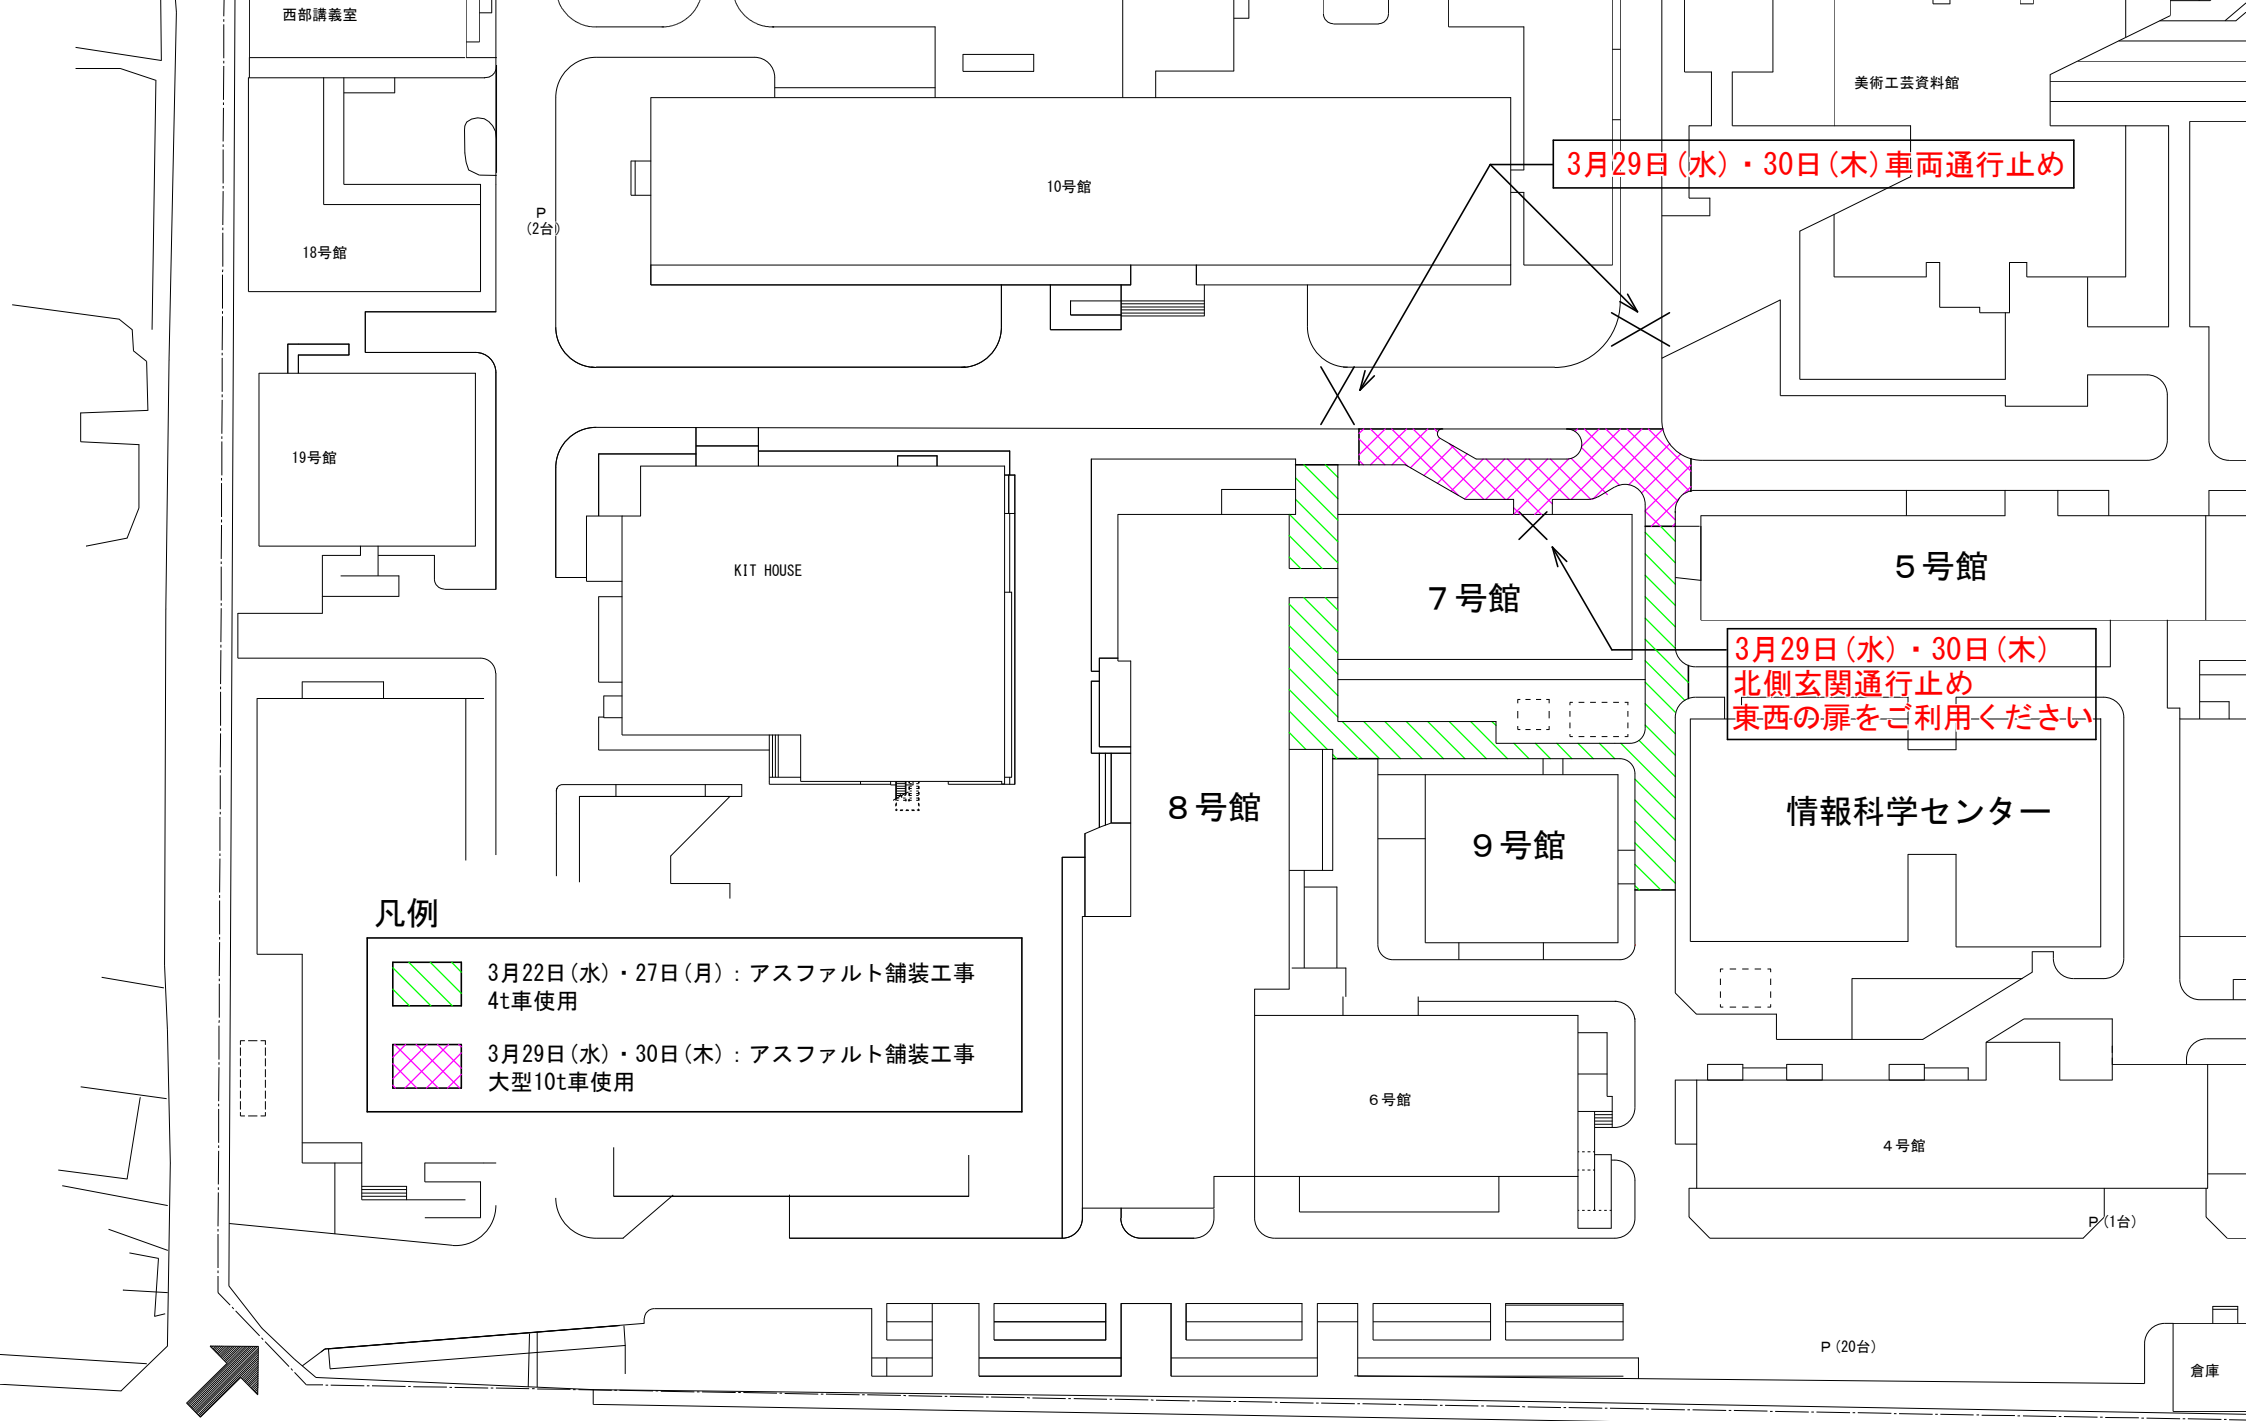 西部講義室
美術工芸資料館
3月29日(水)・30日(木)車両通行止め
10号館
P
(2台)
18号館
19号館
KIT HOUSE
5号館
7号館
3月29日(水)・30日(木)
北側玄関通行止め
東西の扉をご利用ください
8号館
9号館
情報科学センター
凡例
3月22日(水)・27日(月)：アスファルト舗装工事
4t車使用
3月29日(水)・30日(木)：アスファルト舗装工事
大型10t車使用
6号館
4号館
P(1台)
P(20台)
倉庫